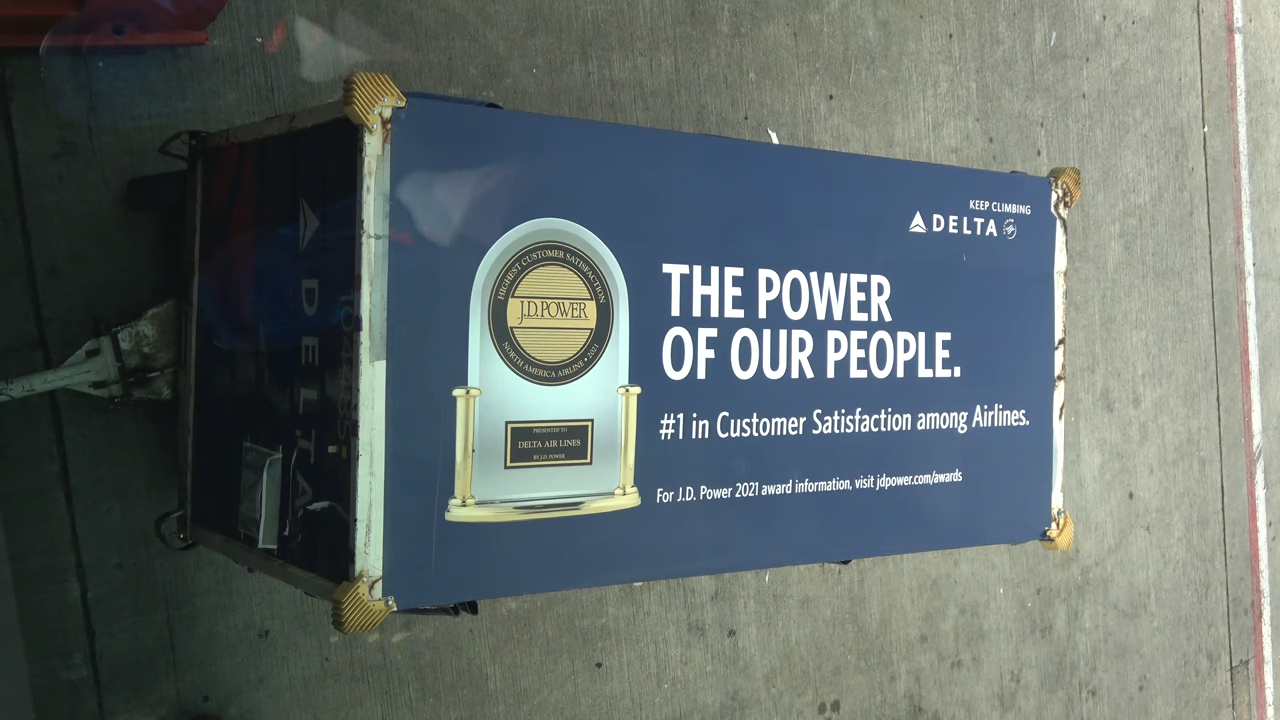 KEEP CLIMBING
DELTA
THE POWER
OF OUR PEOPLE.
#1 in Customer Satisfaction among Airlines.
For J.D. Power 2021 award information, visit jdpower.com/awards
HIGHEST CUSTOMER SATISFACTION
J.D. POWER
NORTH AMERICA AIRLINE • 2021
PRESENTED TO
DELTA AIR LINES
BY J.D. POWER
DELTA